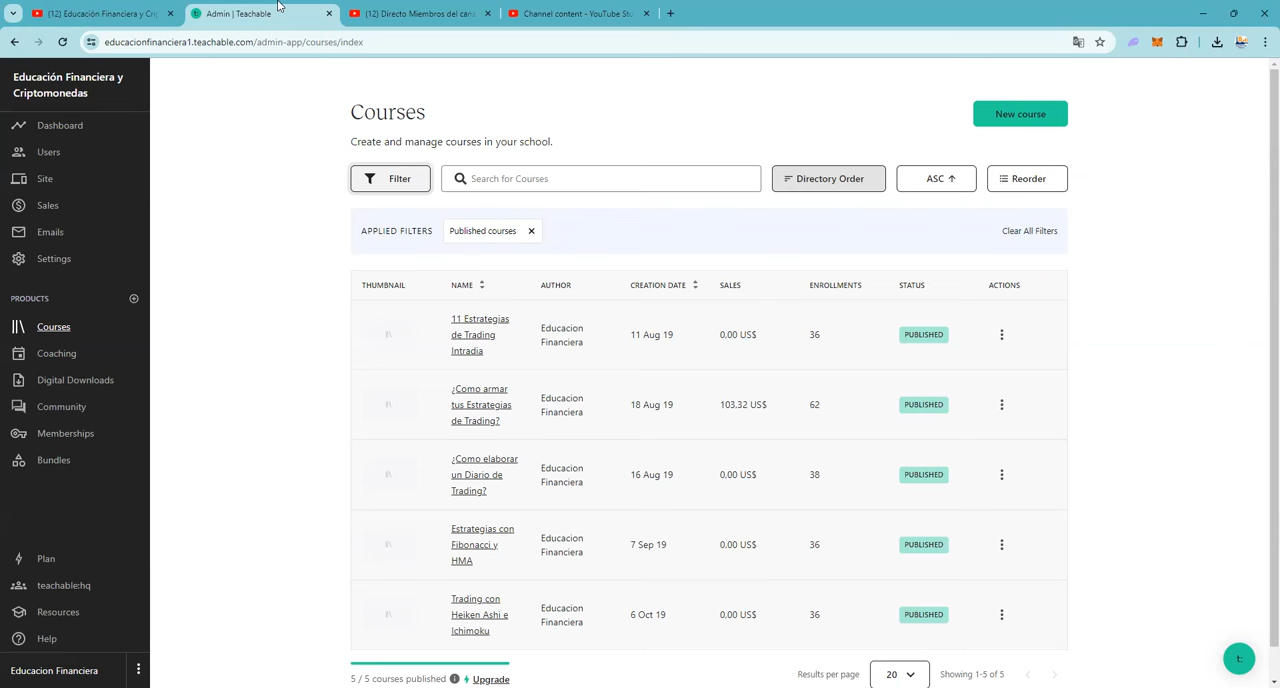 (12) Educación Financiera y Crip
Admin | Teachable
(12) Directo Miembros del cana
Channel content - YouTube Stu
educacionfinanciera1.teachable.com/admin-app/courses/index
Educación Financiera y
Criptomonedas
Dashboard
Users
Site
Sales
Emails
Settings
PRODUCTS
Courses
Coaching
Digital Downloads
Community
Memberships
Bundles
Plan
teachable:hq
Resources
Help
Educacion Financiera
Courses
New course
Create and manage courses in your school.
Filter
Search for Courses
Directory Order
ASC ↑
Reorder
APPLIED FILTERS
Published courses ×
Clear All Filters
THUMBNAIL NAME AUTHOR CREATION DATE SALES ENROLLMENTS STATUS ACTIONS
11 Estrategias
de Trading
Intradia
Educacion
Financiera
11 Aug 19
0,00 US$
36
PUBLISHED
¿Como armar
tus Estrategias
de Trading?
Educacion
Financiera
18 Aug 19
103,32 US$
62
PUBLISHED
¿Como elaborar
un Diario de
Trading?
Educacion
Financiera
16 Aug 19
0,00 US$
38
PUBLISHED
Estrategias con
Fibonacci y
HMA
Educacion
Financiera
7 Sep 19
0,00 US$
36
PUBLISHED
Trading con
Heiken Ashi e
Ichimoku
Educacion
Financiera
6 Oct 19
0,00 US$
36
PUBLISHED
5 / 5 courses published
Upgrade
Results per page
20
Showing 1-5 of 5
t: